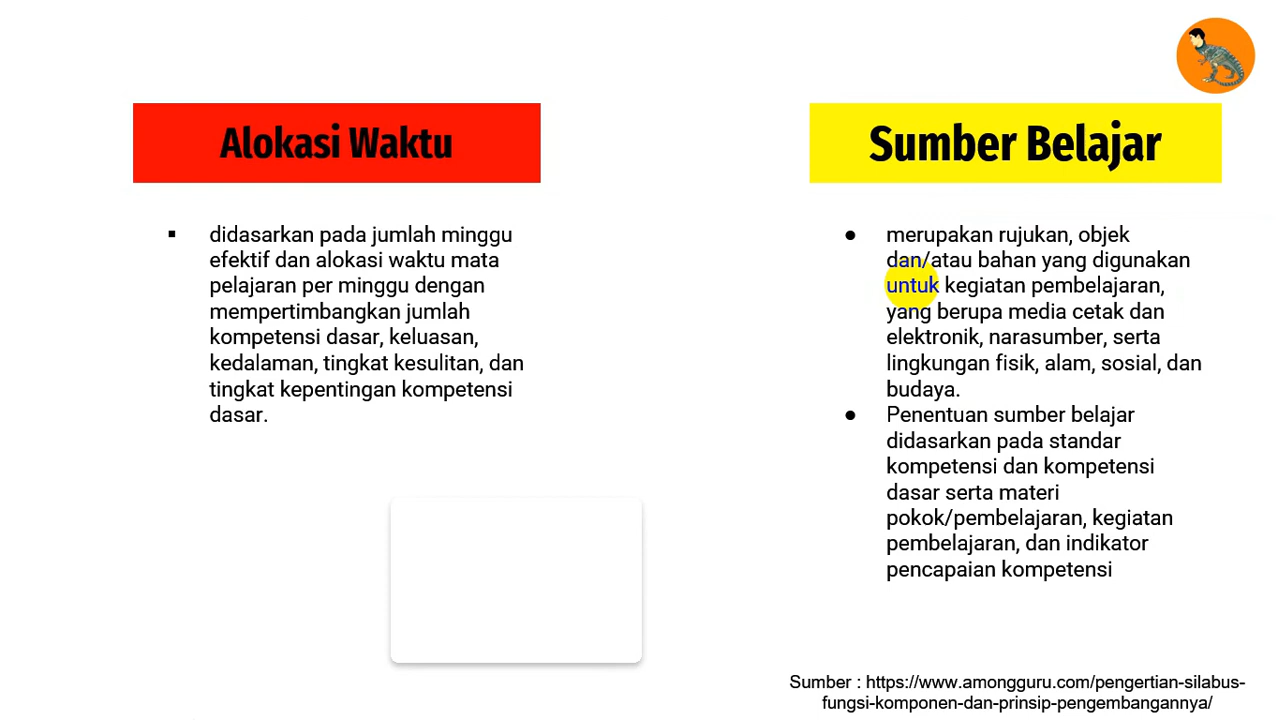 Alokasi Waktu
▪ didasarkan pada jumlah minggu
efektif dan alokasi waktu mata
pelajaran per minggu dengan
mempertimbangkan jumlah
kompetensi dasar, keluasan,
kedalaman, tingkat kesulitan, dan
tingkat kepentingan kompetensi
dasar.
Sumber Belajar
● merupakan rujukan, objek
dan/atau bahan yang digunakan
untuk kegiatan pembelajaran,
yang berupa media cetak dan
elektronik, narasumber, serta
lingkungan fisik, alam, sosial, dan
budaya.
● Penentuan sumber belajar
didasarkan pada standar
kompetensi dan kompetensi
dasar serta materi
pokok/pembelajaran, kegiatan
pembelajaran, dan indikator
pencapaian kompetensi
Sumber : https://www.amongguru.com/pengertian-silabus-
fungsi-komponen-dan-prinsip-pengembangannya/